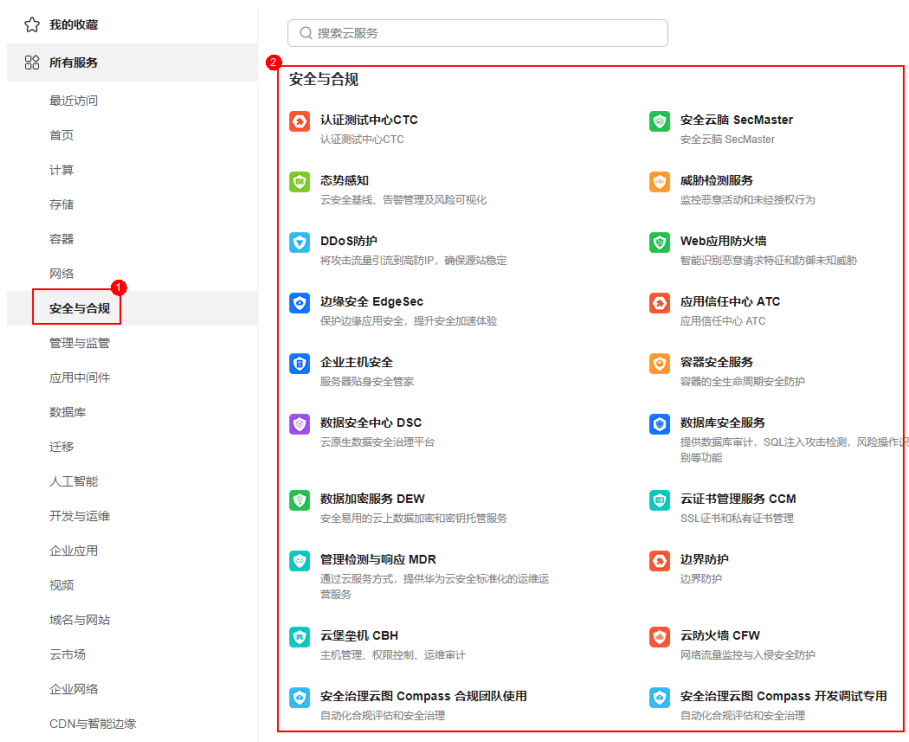 我的收藏
所有服务
最近访问
首页
计算
存储
容器
网络
1
安全与合规
管理与监管
应用中间件
数据库
迁移
人工智能
开发与运维
企业应用
视频
域名与网站
云市场
企业网络
CDN与智能边缘
搜索云服务
2
安全与合规
认证测试中心CTC
认证测试中心CTC
安全云脑 SecMaster
安全云脑 SecMaster
态势感知
云安全基线、告警管理及风险可视化
威胁检测服务
监控恶意活动和未经授权行为
DDoS防护
将攻击流量引流到高防IP，确保源站稳定
Web应用防火墙
智能识别恶意请求特征和防御未知威胁
边缘安全 EdgeSec
保护边缘应用安全，提升安全加速体验
应用信任中心 ATC
应用信任中心 ATC
企业主机安全
服务器贴身安全管家
容器安全服务
容器的全生命周期安全防护
数据安全中心 DSC
云原生数据安全治理平台
数据库安全服务
提供数据库审计，SQL注入攻击检测，风险操作识
别等功能
数据加密服务 DEW
安全易用的云上数据加密和密钥托管服务
云证书管理服务 CCM
SSL证书和私有证书管理
管理检测与响应 MDR
通过云服务方式，提供华为云安全标准化的运维运
营服务
边界防护
边界防护
云堡垒机 CBH
主机管理、权限控制、运维审计
云防火墙 CFW
网络流量监控与入侵安全防护
安全治理云图 Compass 合规团队使用
自动化合规评估和安全治理
安全治理云图 Compass 开发调试专用
自动化合规评估和安全治理